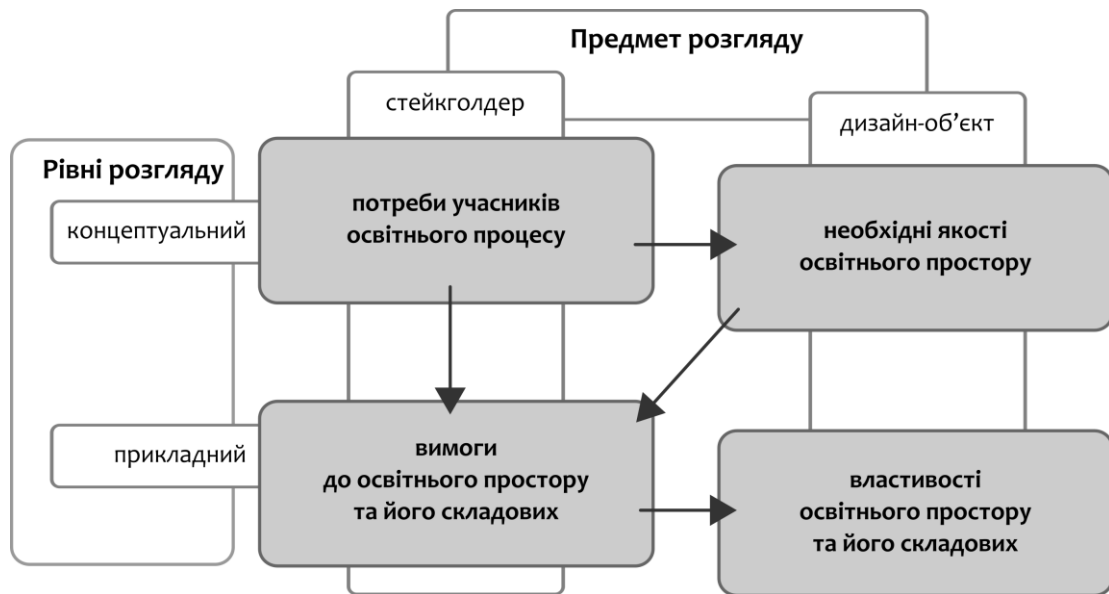 Предмет розгляду
стейкголдер
дизайн-об’єкт
Рівні розгляду
концептуальний
потреби учасників
освітнього процесу
необхідні якості
освітнього простору
прикладний
вимоги
до освітнього простору
та його складових
властивості
освітнього простору
та його складових